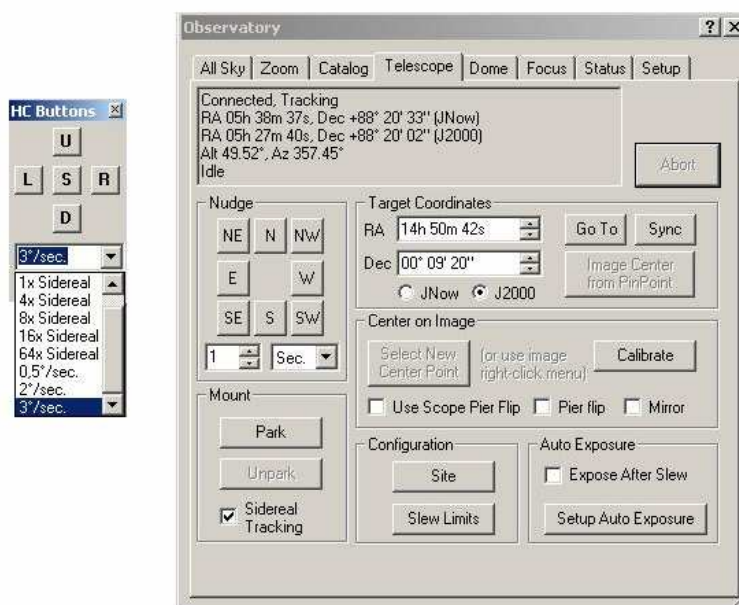 HC Buttons
U
L S R
D
3°/sec.
1x Sidereal
4x Sidereal
8x Sidereal
16x Sidereal
64x Sidereal
0,5°/sec.
2°/sec.
3°/sec.
Observatory
All Sky Zoom Catalog Telescope Dome Focus Status Setup
Connected, Tracking
RA 05h 38m 37s, Dec +88° 20' 33" (JNow)
RA 05h 27m 40s, Dec +88° 20' 02" (J2000)
Alt 49.52°, Az 357.45°
Idle
Abort
Nudge
NE N NW
E W
SE S SW
1 Sec.
Target Coordinates
RA 14h 50m 42s Go To Sync
Dec 00° 09' 20"
Image Center
from PinPoint
JNow J2000
Center on Image
Select New
Center Point
(or use image
right-click menu)
Calibrate
Use Scope Pier Flip Pier flip Mirror
Mount
Park
Unpark
Sidereal
Tracking
Configuration
Site
Slew Limits
Auto Exposure
Expose After Slew
Setup Auto Exposure